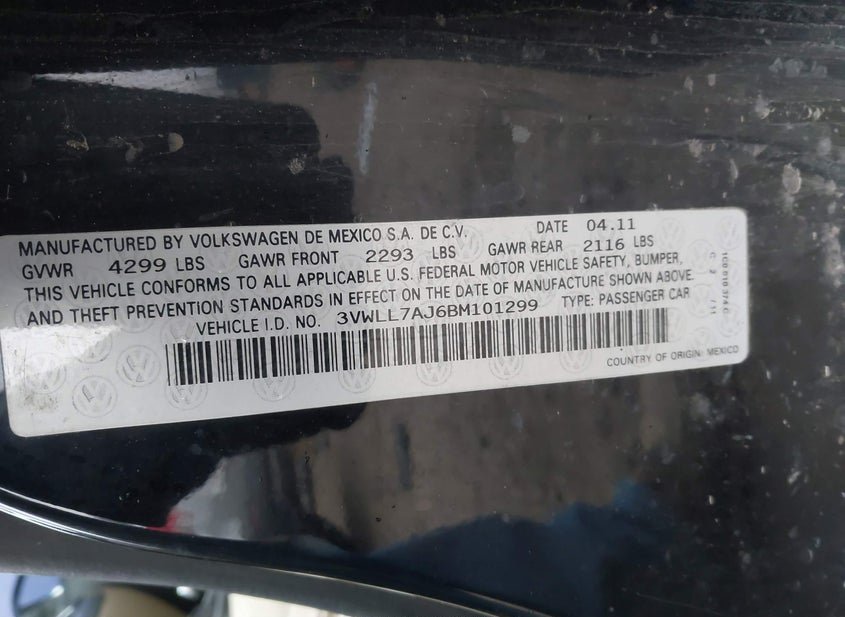 MANUFACTURED BY VOLKSWAGEN DE MEXICO S.A. DE C.V. DATE 04.11
GVWR 4299 LBS GAWR FRONT 2293 LBS GAWR REAR 2116 LBS
THIS VEHICLE CONFORMS TO ALL APPLICABLE U.S. FEDERAL MOTOR VEHICLE SAFETY, BUMPER,
AND THEFT PREVENTION STANDARDS IN EFFECT ON THE DATE OF MANUFACTURE SHOWN ABOVE.
VEHICLE I.D. NO. 3VWLL7AJ6BM101299 TYPE: PASSENGER CAR
COUNTRY OF ORIGIN: MEXICO